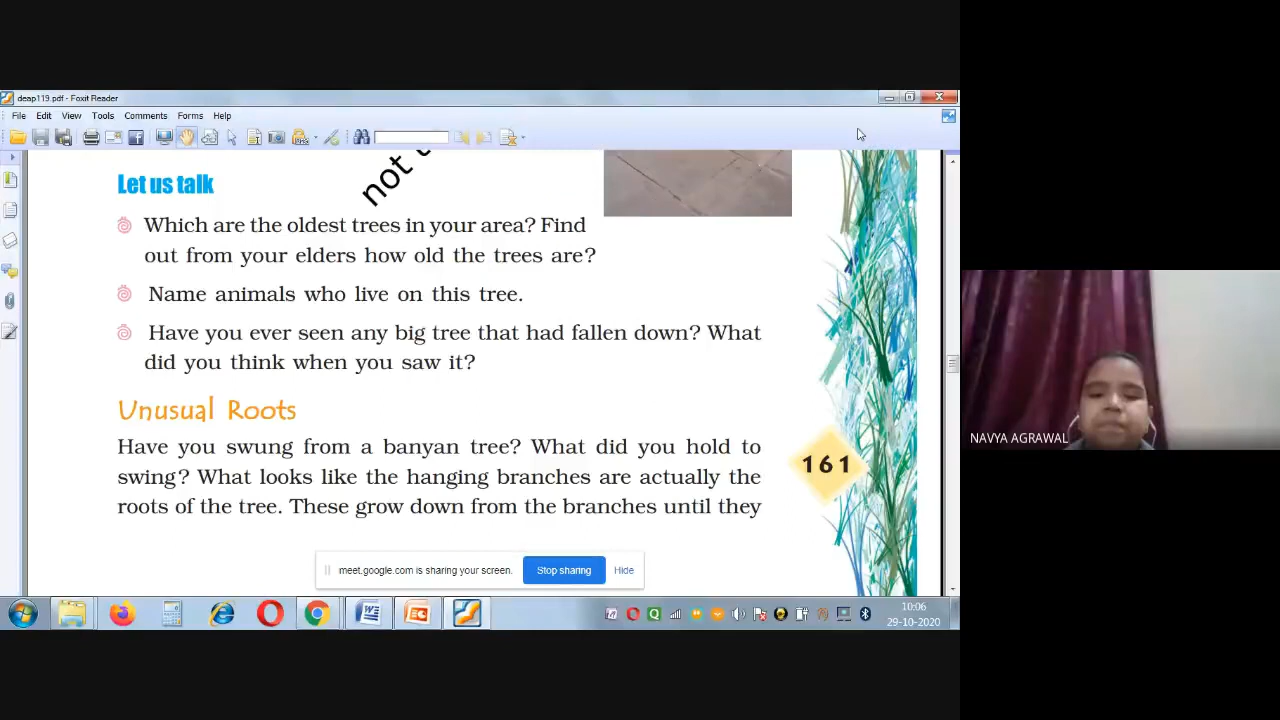 deap119.pdf - Foxit Reader
File Edit View Tools Comments Forms Help
not
Let us talk
Which are the oldest trees in your area? Find
out from your elders how old the trees are?
Name animals who live on this tree.
Have you ever seen any big tree that had fallen down? What
did you think when you saw it?
Unusual Roots
Have you swung from a banyan tree? What did you hold to
swing? What looks like the hanging branches are actually the
roots of the tree. These grow down from the branches until they
161
NAVYA AGRAWAL
meet.google.com is sharing your screen. Stop sharing Hide
10:06
29-10-2020